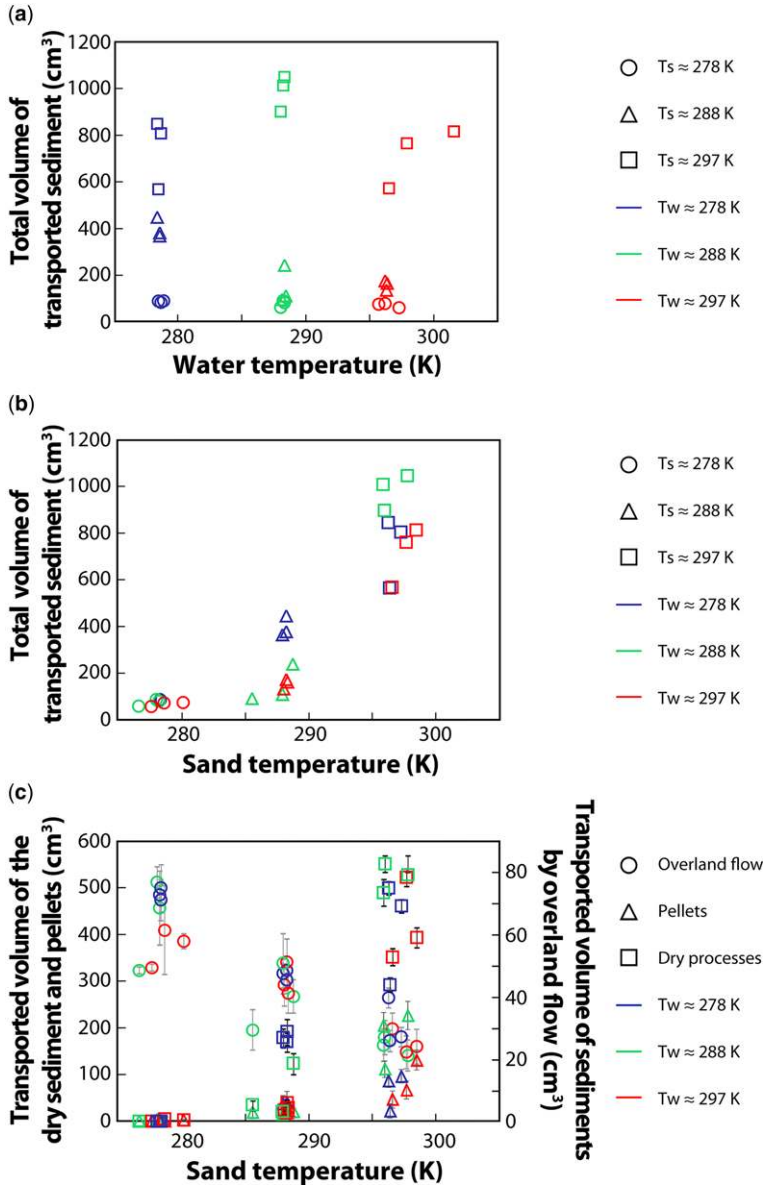 (a)
Total volume of
transported sediment (cm³)
1200
1000
800
600
400
200
0
280
290
300
Water temperature (K)
Ts ≈ 278 K
Ts ≈ 288 K
Ts ≈ 297 K
Tw ≈ 278 K
Tw ≈ 288 K
Tw ≈ 297 K
(b)
Total volume of
transported sediment (cm³)
1200
1000
800
600
400
200
0
280
290
300
Sand temperature (K)
Ts ≈ 278 K
Ts ≈ 288 K
Ts ≈ 297 K
Tw ≈ 278 K
Tw ≈ 288 K
Tw ≈ 297 K
(c)
Transported volume of the
dry sediment and pellets (cm³)
600
500
400
300
200
100
0
280
290
300
Sand temperature (K)
80
60
40
20
0
Transported volume of sediments
by overland flow (cm³)
Overland flow
Pellets
Dry processes
Tw ≈ 278 K
Tw ≈ 288 K
Tw ≈ 297 K